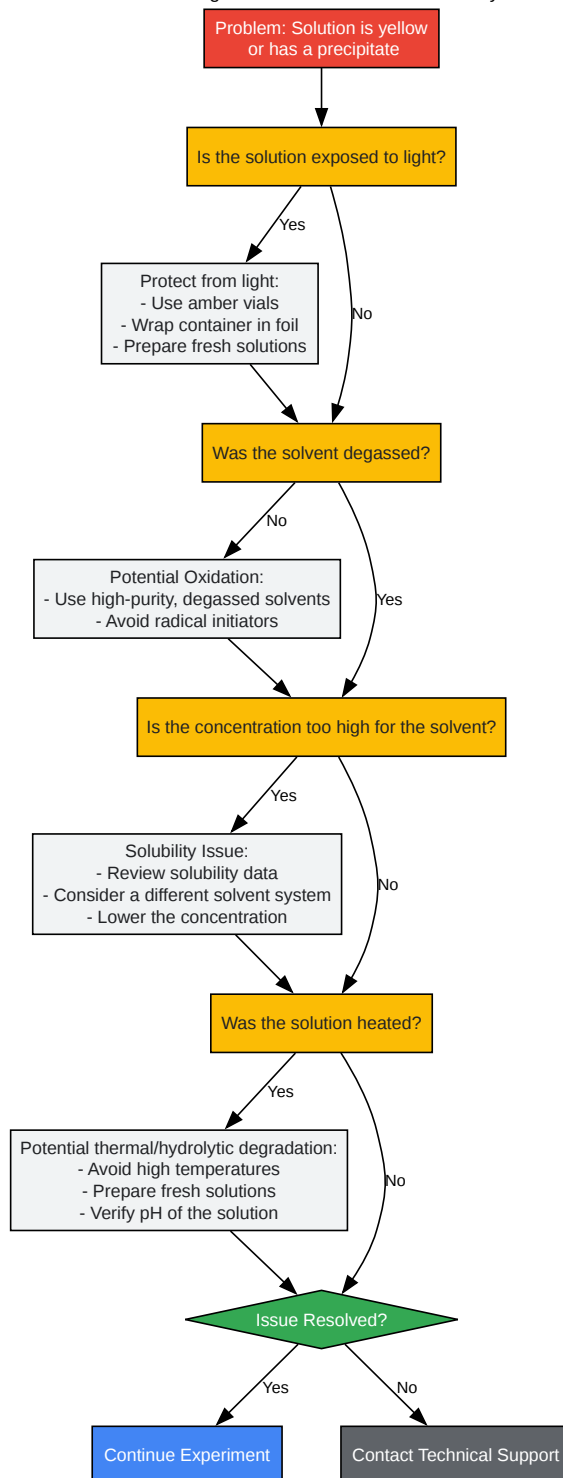 Problem: Solution is yellow
or has a precipitate
Is the solution exposed to light?
Yes
Protect from light:
- Use amber vials
- Wrap container in foil
- Prepare fresh solutions
No
Was the solvent degassed?
No
Potential Oxidation:
- Use high-purity, degassed solvents
- Avoid radical initiators
Yes
Is the concentration too high for the solvent?
Yes
Solubility Issue:
- Review solubility data
- Consider a different solvent system
- Lower the concentration
No
Was the solution heated?
Yes
Potential thermal/hydrolytic degradation:
- Avoid high temperatures
- Prepare fresh solutions
- Verify pH of the solution
No
Issue Resolved?
Yes
No
Continue Experiment
Contact Technical Support